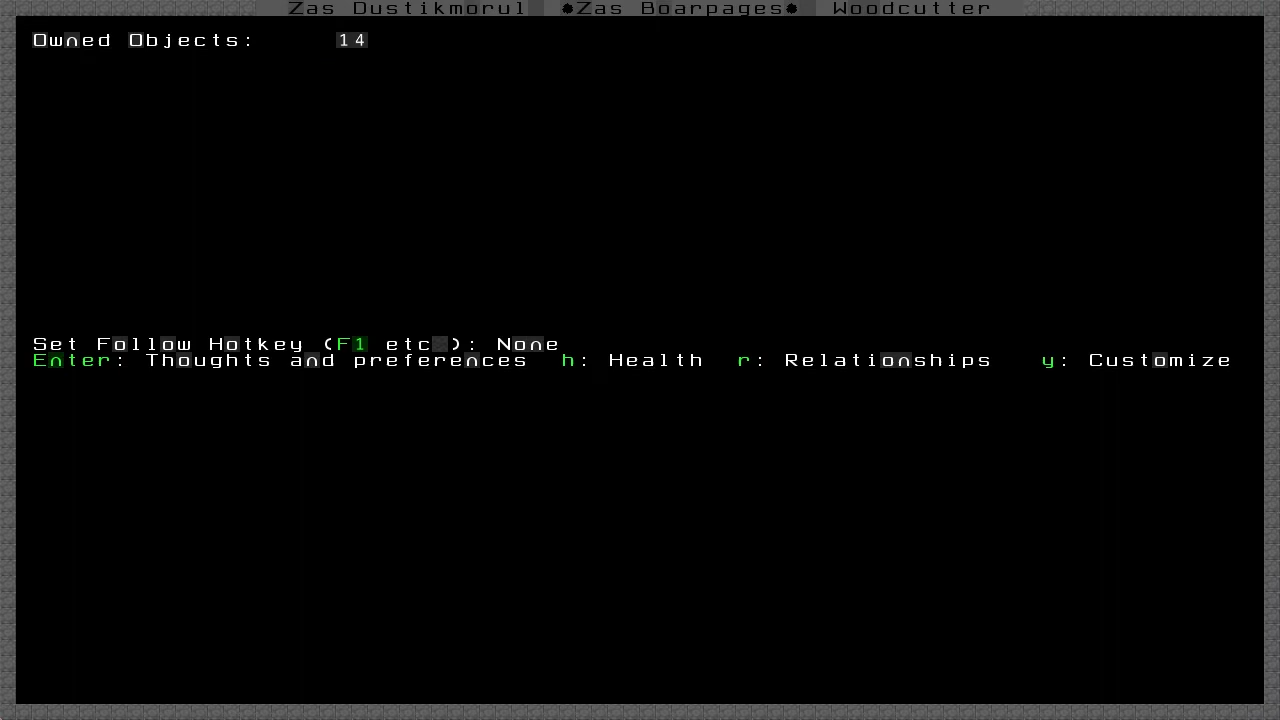 Zas Dustikmorul ☼Zas Boarpages☼ Woodcutter
Owned Objects: 14
Set Follow Hotkey (F1 etc.): None
Enter: Thoughts and preferences h: Health r: Relationships y: Customize